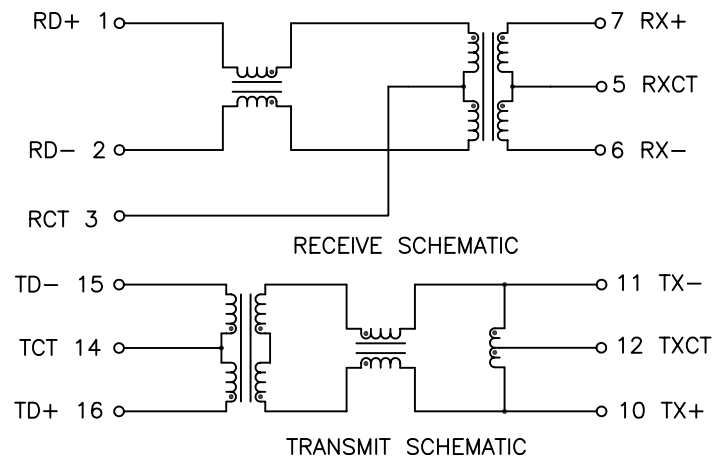 RD+ 1
7 RX+
5 RXCT
RD- 2
6 RX-
RCT 3
RECEIVE SCHEMATIC
TD- 15
11 TX-
TCT 14
12 TXCT
TD+ 16
10 TX+
TRANSMIT SCHEMATIC